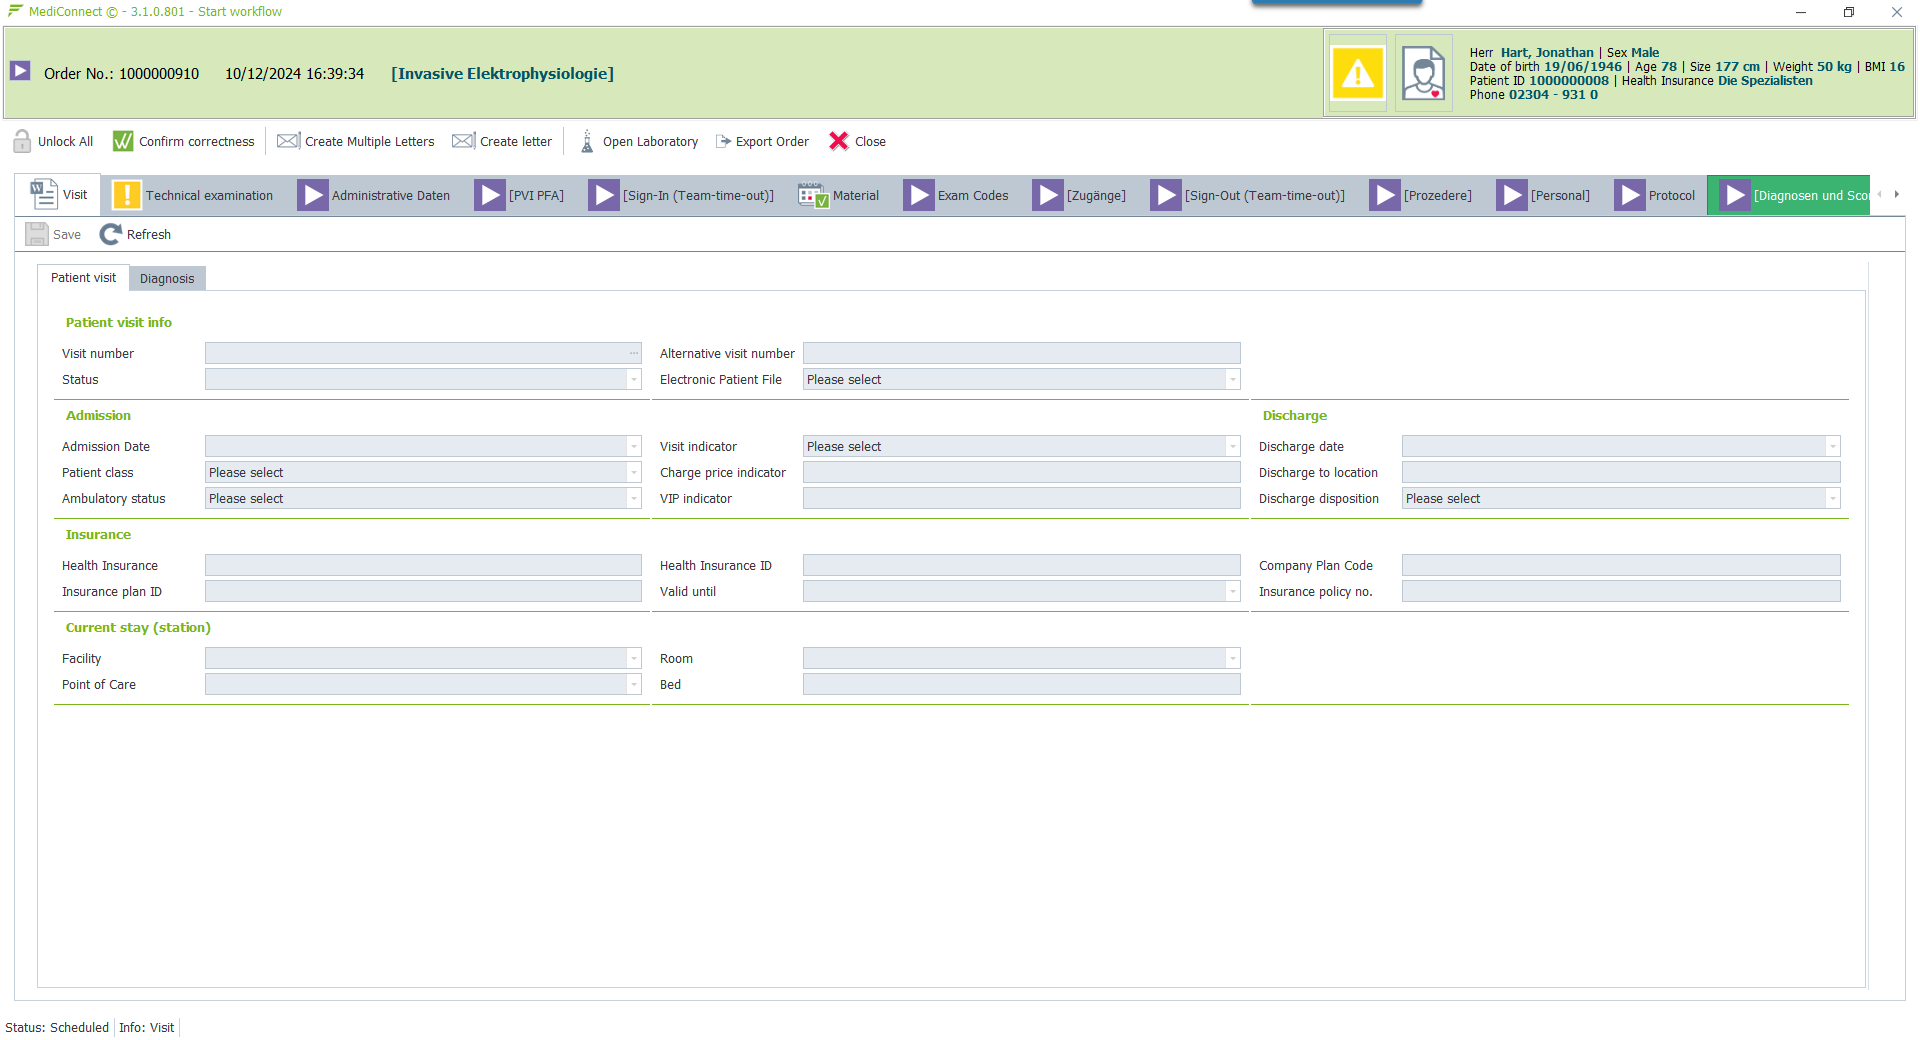 MediConnect © - 3.1.0.801 - Start workflow
Order No.: 1000000910 10/12/2024 16:39:34 [Invasive Elektrophysiologie]
Herr Hart, Jonathan | Sex Male
Date of birth 19/06/1946 | Age 78 | Size 177 cm | Weight 50 kg | BMI 16
Patient ID 1000000008 | Health Insurance Die Spezialisten
Phone 02304 - 931 0
Unlock All Confirm correctness Create Multiple Letters Create letter Open Laboratory Export Order Close
Visit Technical examination Administrative Daten [PVI PFA] [Sign-In (Team-time-out)] Material Exam Codes [Zugänge] [Sign-Out (Team-time-out)] [Prozedere] [Personal] Protocol [Diagnosen und Scor
Save Refresh
Patient visit Diagnosis
Patient visit info
Visit number ... Alternative visit number
Status Electronic Patient File Please select
Admission Discharge
Admission Date Visit indicator Please select Discharge date
Patient class Please select Charge price indicator Discharge to location
Ambulatory status Please select VIP indicator Discharge disposition Please select
Insurance
Health Insurance Health Insurance ID Company Plan Code
Insurance plan ID Valid until Insurance policy no.
Current stay (station)
Facility Room
Point of Care Bed
Status: Scheduled Info: Visit